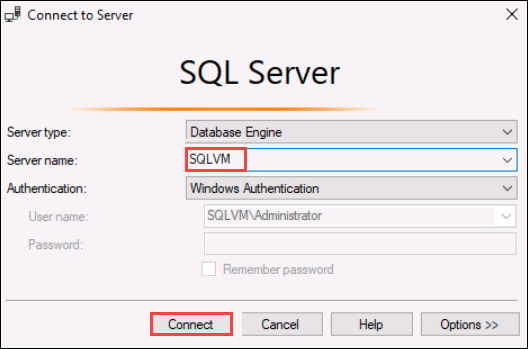 Connect to Server
SQL Server
Server type: Database Engine
Server name: SQLVM
Authentication: Windows Authentication
User name: SQLVM\Administrator
Password:
Remember password
Connect Cancel Help Options >>